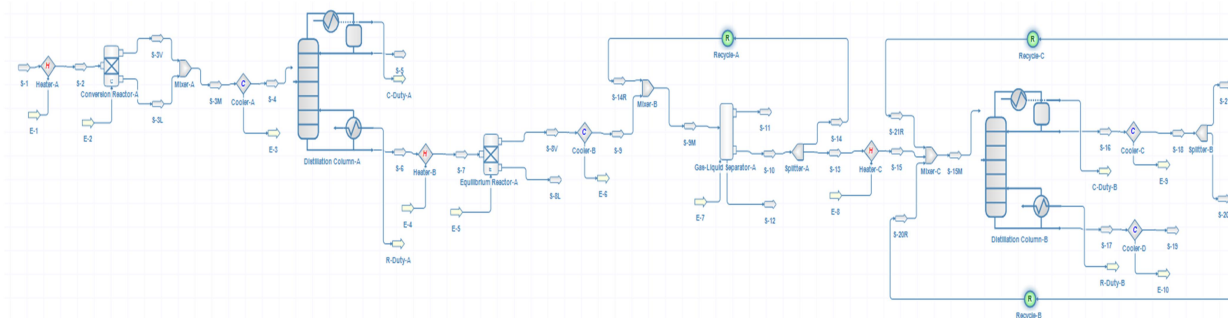 Recycle-A
Recycle-C
S-3V
S-5
S-1
Heater-A
S-2
Conversion Reactor-A
Mixer-A
S-3M
Cooler-A
S-4
C-Duty-A
S-14R
Mixer-B
S-3L
E-1
E-2
E-3
S-11
S-21R
S-14
S-9M
S-8V
Cooler-B
S-9
Distillation Column-A
S-6
Heater-B
S-7
Equilibrium Reactor-A
S-8L
E-6
Gas-Liquid Separator-A
S-10
Splitter-A
S-13
Heater-C
S-15
Mixer-C
S-15M
S-16
Cooler-C
S-18
Splitter-B
E-9
C-Duty-B
E-4
E-5
E-7
S-12
E-8
S-20R
S-20
Distillation Column-B
S-17
Cooler-D
S-19
R-Duty-A
R-Duty-B
E-10
Recycle-B